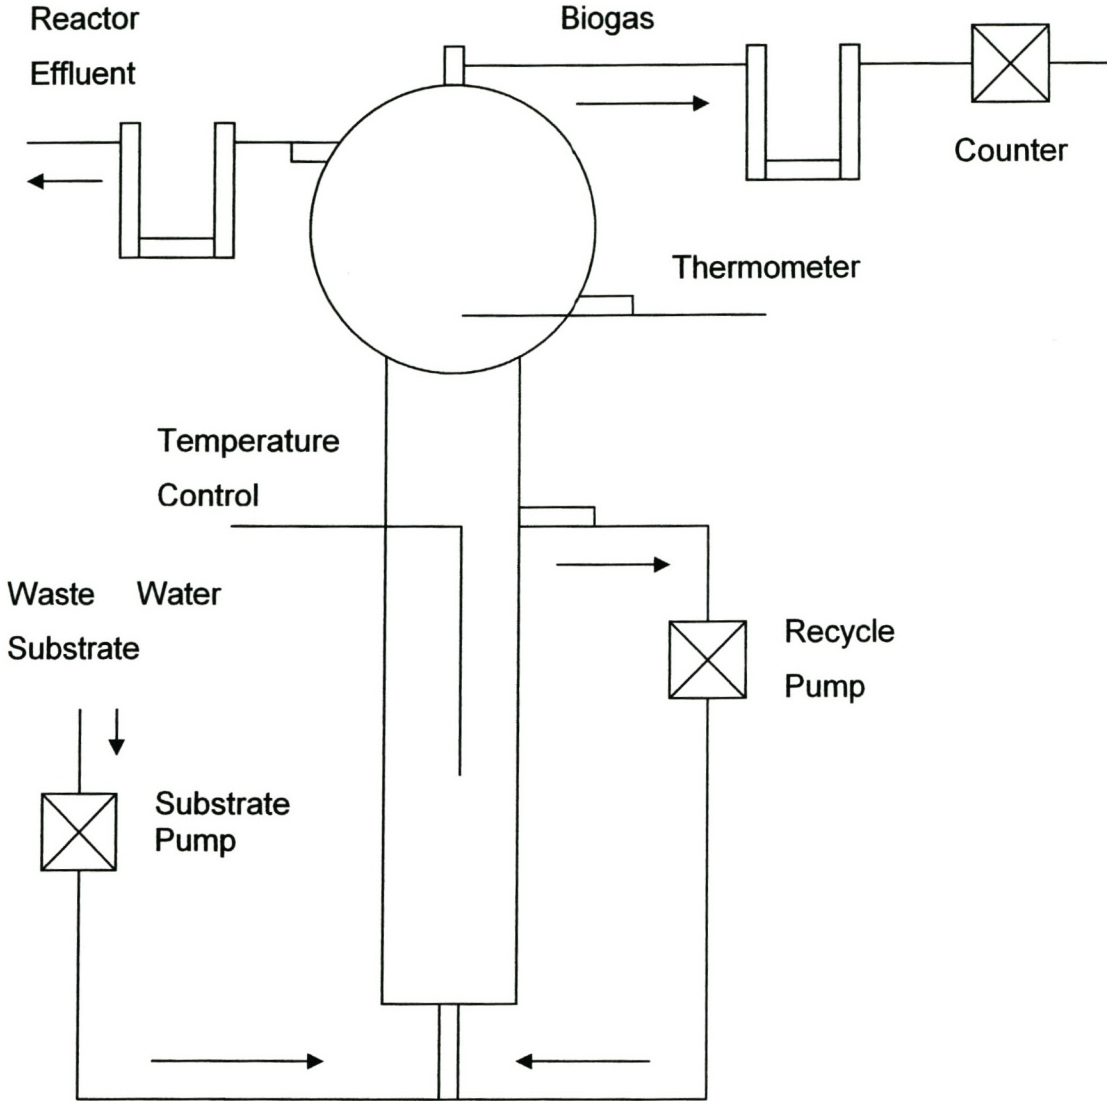 Reactor
Effluent
Biogas
Counter
Thermometer
Temperature
Control
Waste Water
Substrate
Recycle
Pump
Substrate
Pump